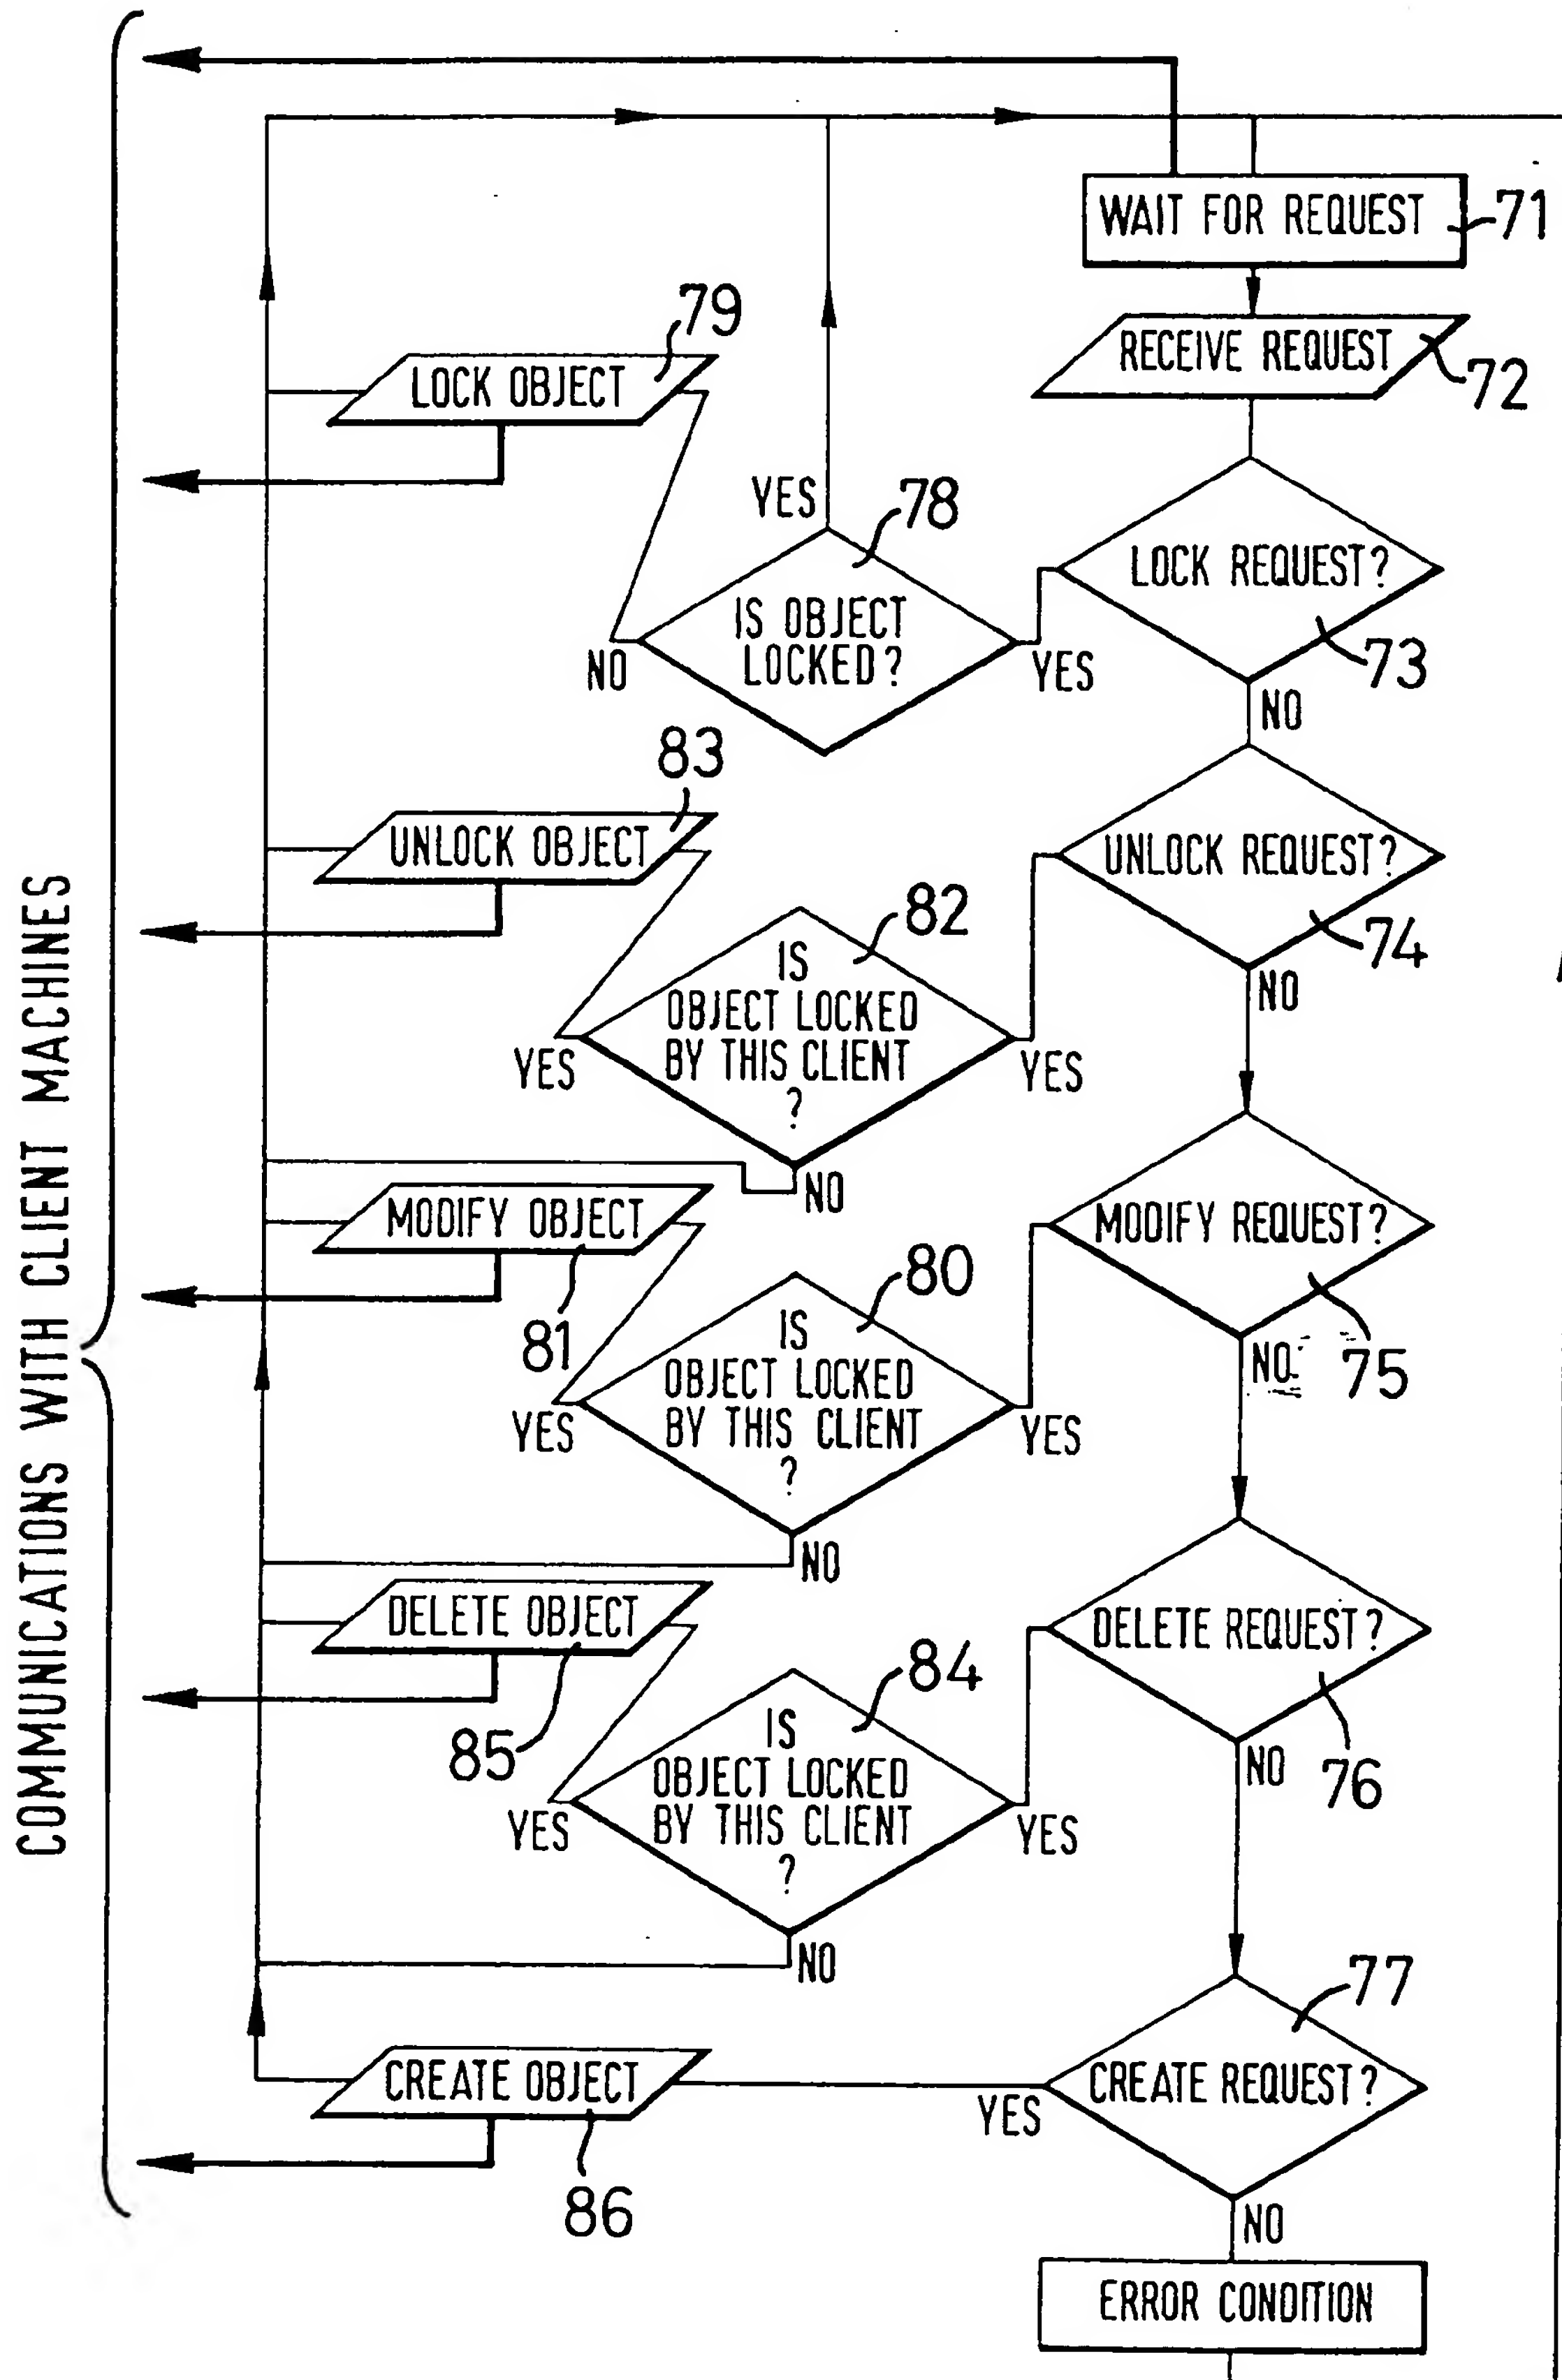 COMMUNICATIONS WITH CLIENT MACHINES
WAIT FOR REQUEST
71
RECEIVE REQUEST
72
79
LOCK OBJECT
YES
78
IS OBJECT
LOCKED?
NO
YES
LOCK REQUEST?
73
NO
83
UNLOCK OBJECT
82
IS
OBJECT LOCKED
BY THIS CLIENT
?
YES
YES
NO
UNLOCK REQUEST?
74
NO
MODIFY OBJECT
81
80
IS
OBJECT LOCKED
BY THIS CLIENT
?
YES
YES
NO
MODIFY REQUEST?
75
NO
DELETE OBJECT
85
84
IS
OBJECT LOCKED
BY THIS CLIENT
?
YES
YES
NO
DELETE REQUEST?
76
NO
77
CREATE OBJECT
86
YES
CREATE REQUEST?
NO
ERROR CONDITION